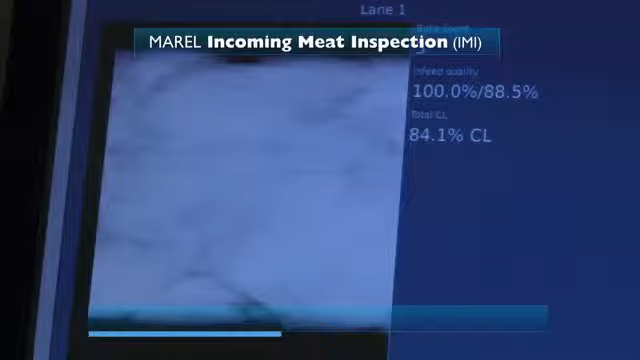 Lane 1
MAREL Incoming Meat Inspection (IMI)
Infeed quality
100.0%/88.5%
Total CL
84.1% CL